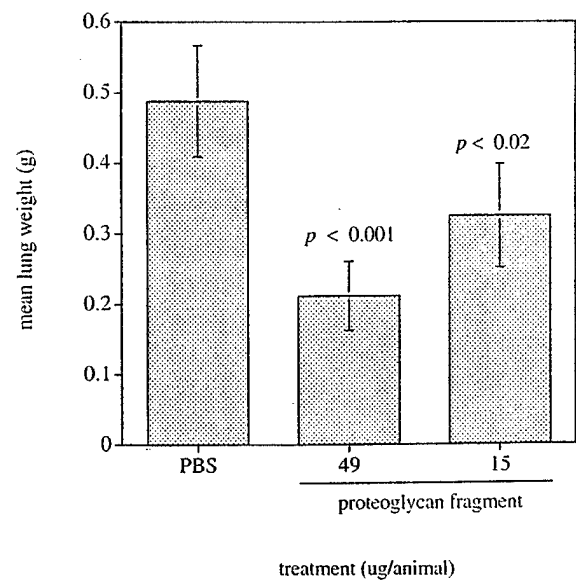 0.6
0.5
0.4
0.3
0.2
0.1
0
mean lung weight (g)
p < 0.001
p < 0.02
PBS
49
15
proteoglycan fragment
treatment (ug/animal)